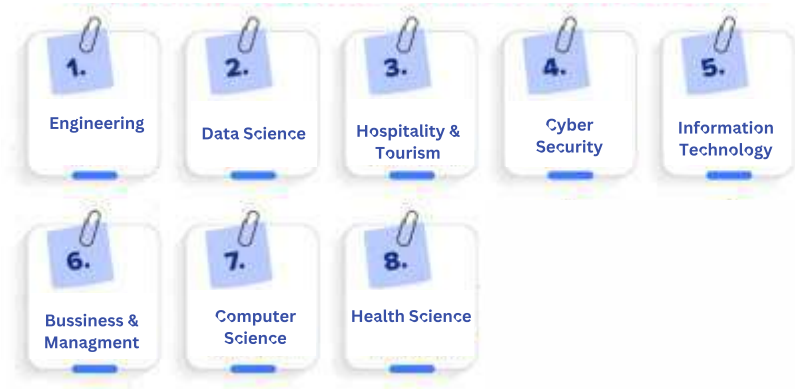 1.
Engineering
2.
Data Science
3.
Hospitality &
Tourism
4.
Cyber
Security
5.
Information
Technology
6.
Bussiness &
Managment
7.
Computer
Science
8.
Health Science